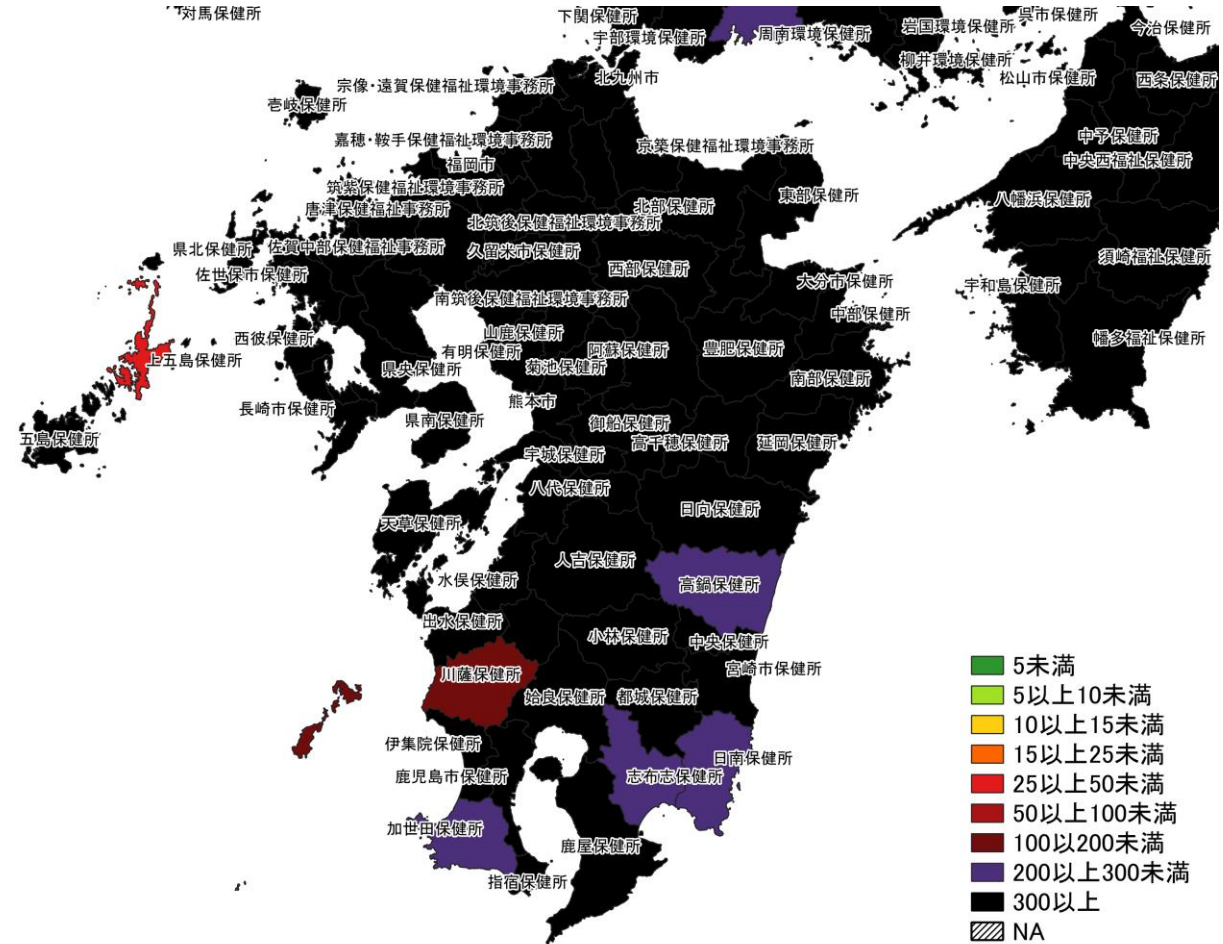 対馬保健所
下関保健所
宇部環境保健所
周南環境保健所
岩国環境保健所
呉市保健所
今治保健所
柳井環境保健所
松山市保健所
西条保健所
北九州市
宗像・遠賀保健福祉環境事務所
壱岐保健所
嘉穂・鞍手保健福祉環境事務所
京築保健福祉環境事務所
中予保健所
中央西福祉保健所
福岡市
筑紫保健福祉環境事務所
東部保健所
八幡浜保健所
唐津保健福祉事務所
北部保健所
北筑後保健福祉環境事務所
県北保健所
佐賀中部保健福祉事務所
久留米市保健所
須崎福祉保健所
佐世保市保健所
西部保健所
大分市保健所
宇和島保健所
南筑後保健福祉環境事務所
中部保健所
西彼保健所
山鹿保健所
幡多福祉保健所
上五島保健所
有明保健所
阿蘇保健所
豊肥保健所
県央保健所
菊池保健所
南部保健所
長崎市保健所
熊本市
県南保健所
御船保健所
五島保健所
高千穂保健所
延岡保健所
宇城保健所
八代保健所
日向保健所
天草保健所
人吉保健所
水俣保健所
高鍋保健所
出水保健所
小林保健所
中央保健所
川薩保健所
宮崎市保健所
姶良保健所
都城保健所
伊集院保健所
日南保健所
鹿児島市保健所
志布志保健所
加世田保健所
鹿屋保健所
指宿保健所
5未満
5以上10未満
10以上15未満
15以上25未満
25以上50未満
50以上100未満
100以200未満
200以上300未満
300以上
NA